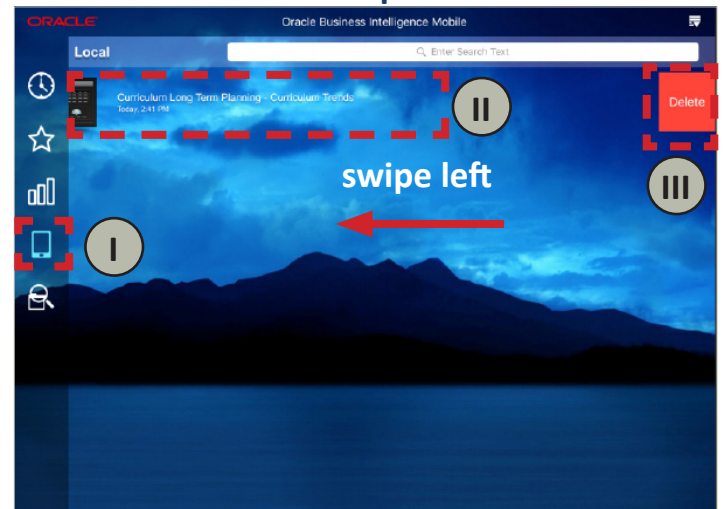 ORACLE
Oracle Business Intelligence Mobile
Local
Enter Search Text
Curriculum Long Term Planning - Curriculum Trends
Today, 2:41 PM
Delete
I
II
III
swipe left